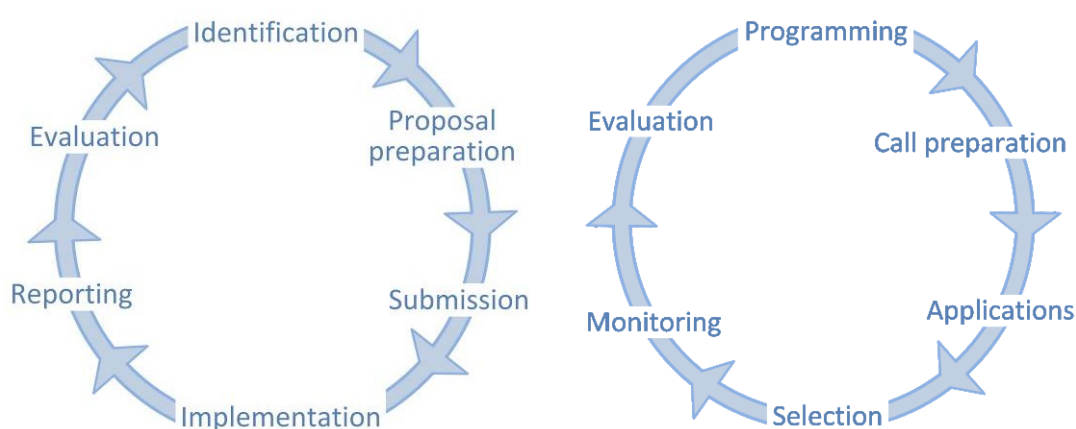 Identification
Proposal
preparation
Submission
Implementation
Reporting
Evaluation
Programming
Call preparation
Applications
Selection
Monitoring
Evaluation